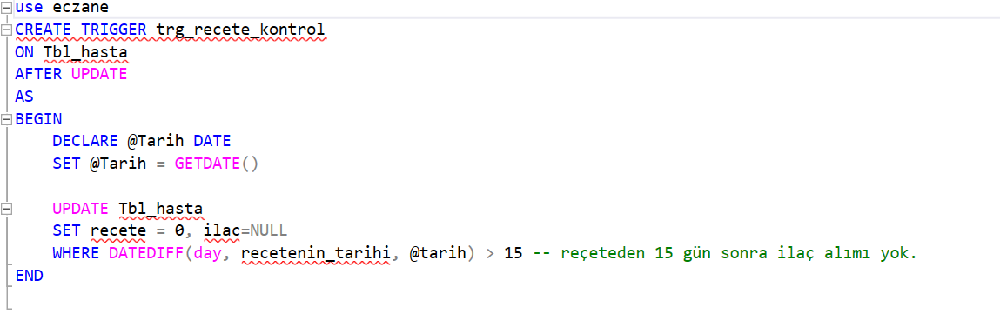 use eczane
CREATE TRIGGER trg_recete_kontrol
ON Tbl_hasta
AFTER UPDATE
AS
BEGIN
DECLARE @Tarih DATE
SET @Tarih = GETDATE()
UPDATE Tbl_hasta
SET recete = 0, ilac=NULL
WHERE DATEDIFF(day, recetenin_tarihi, @tarih) > 15 -- reçeteden 15 gün sonra ilaç alımı yok.
END